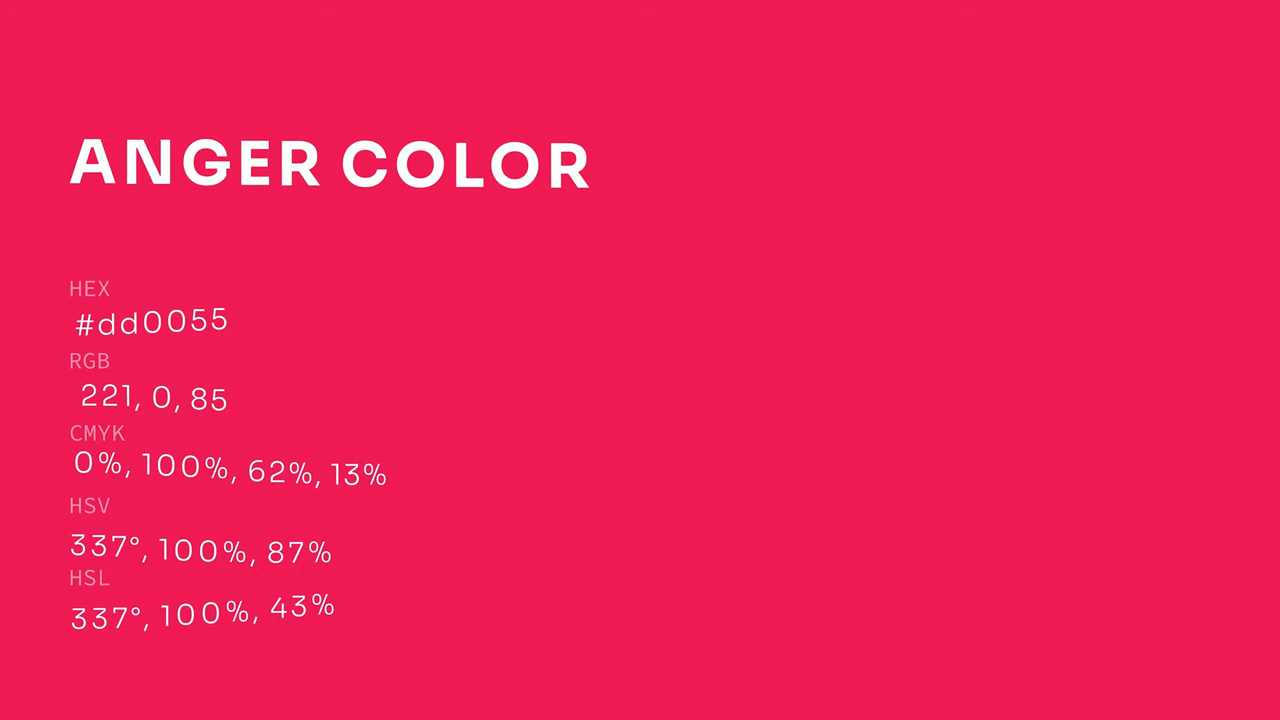 ANGER COLOR
HEX
#dd0055
RGB
221, 0, 85
CMYK
0%, 100%, 62%, 13%
HSV
337°, 100%, 87%
HSL
337°, 100%, 43%